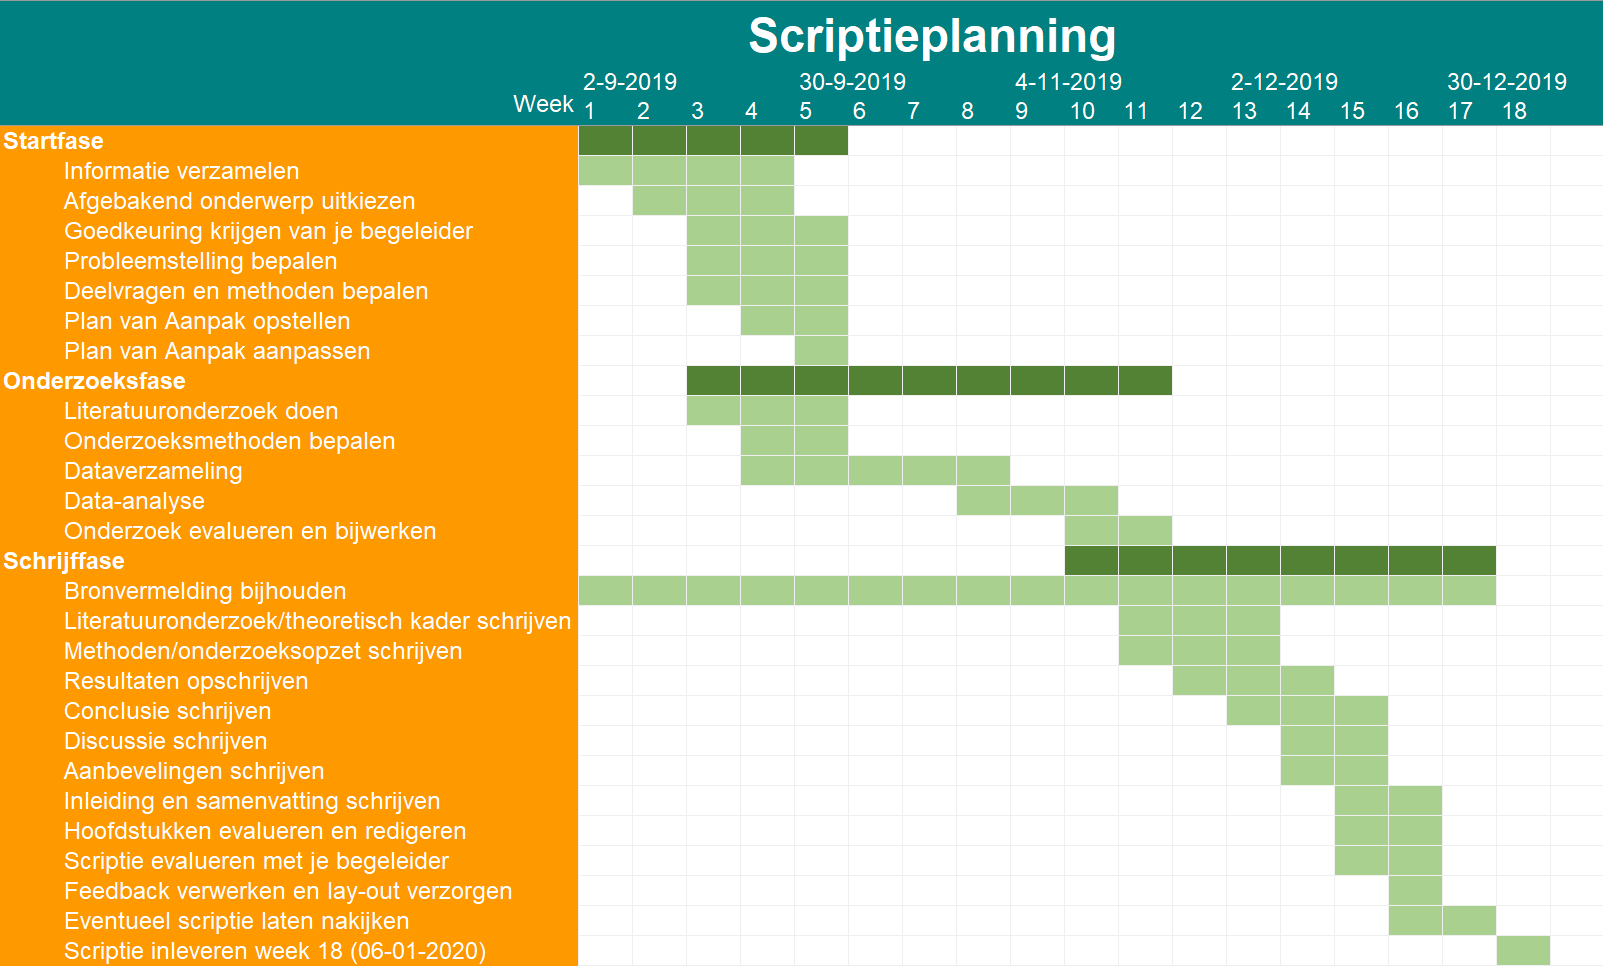 Scriptieplanning
2-9-2019 30-9-2019 4-11-2019 2-12-2019 30-12-2019
Week 1 2 3 4 5 6 7 8 9 10 11 12 13 14 15 16 17 18
Startfase
Informatie verzamelen
Afgebakend onderwerp uitkiezen
Goedkeuring krijgen van je begeleider
Probleemstelling bepalen
Deelvragen en methoden bepalen
Plan van Aanpak opstellen
Plan van Aanpak aanpassen
Onderzoeksfase
Literatuuronderzoek doen
Onderzoeksmethoden bepalen
Dataverzameling
Data-analyse
Onderzoek evalueren en bijwerken
Schrijffase
Bronvermelding bijhouden
Literatuuronderzoek/theoretisch kader schrijven
Methoden/onderzoeksopzet schrijven
Resultaten opschrijven
Conclusie schrijven
Discussie schrijven
Aanbevelingen schrijven
Inleiding en samenvatting schrijven
Hoofdstukken evalueren en redigeren
Scriptie evalueren met je begeleider
Feedback verwerken en lay-out verzorgen
Eventueel scriptie laten nakijken
Scriptie inleveren week 18 (06-01-2020)